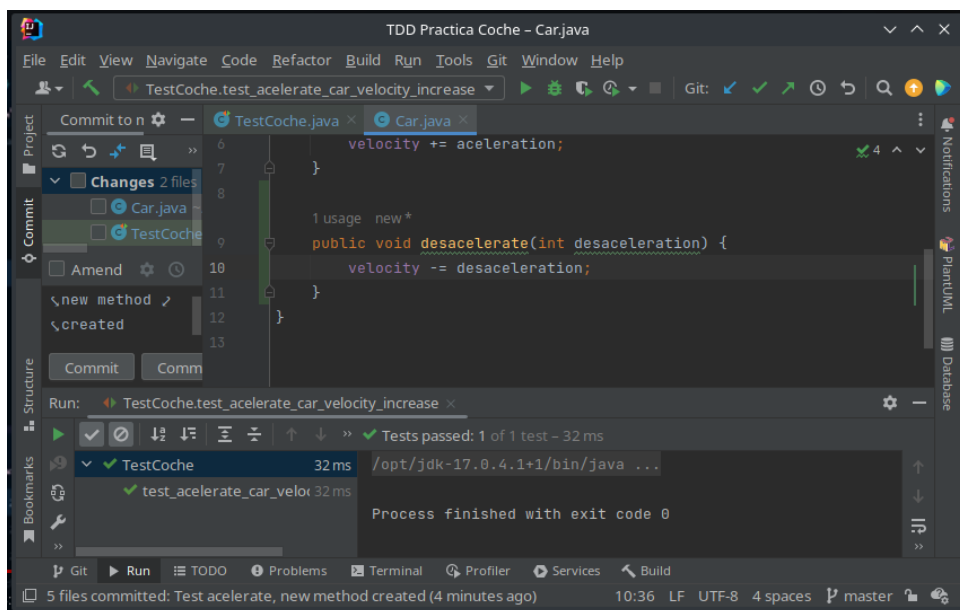 TDD Practica Coche – Car.java
File Edit View Navigate Code Refactor Build Run Tools Git Window Help
TestCoche.test_acelerate_car_velocity_increase Git:
Project
Commit to n
TestCoche.java Car.java
Notifications
Changes 2 files
Car.java
TestCoche
Commit
Amend
new method
created
Commit Comm
6 velocity += aceleration;
4
7 }
8
1 usage new *
9 public void desacelerate(int desaceleration) {
10 velocity -= desaceleration;
11 }
12 }
13
PlantUML
Database
Structure
Run: TestCoche.test_acelerate_car_velocity_increase
Tests passed: 1 of 1 test – 32 ms
TestCoche 32 ms
test_acelerate_car_veloc 32 ms
/opt/jdk-17.0.4.1+1/bin/java ...
Process finished with exit code 0
Bookmarks
Git Run TODO Problems Terminal Profiler Services Build
5 files committed: Test acelerate, new method created (4 minutes ago) 10:36 LF UTF-8 4 spaces master